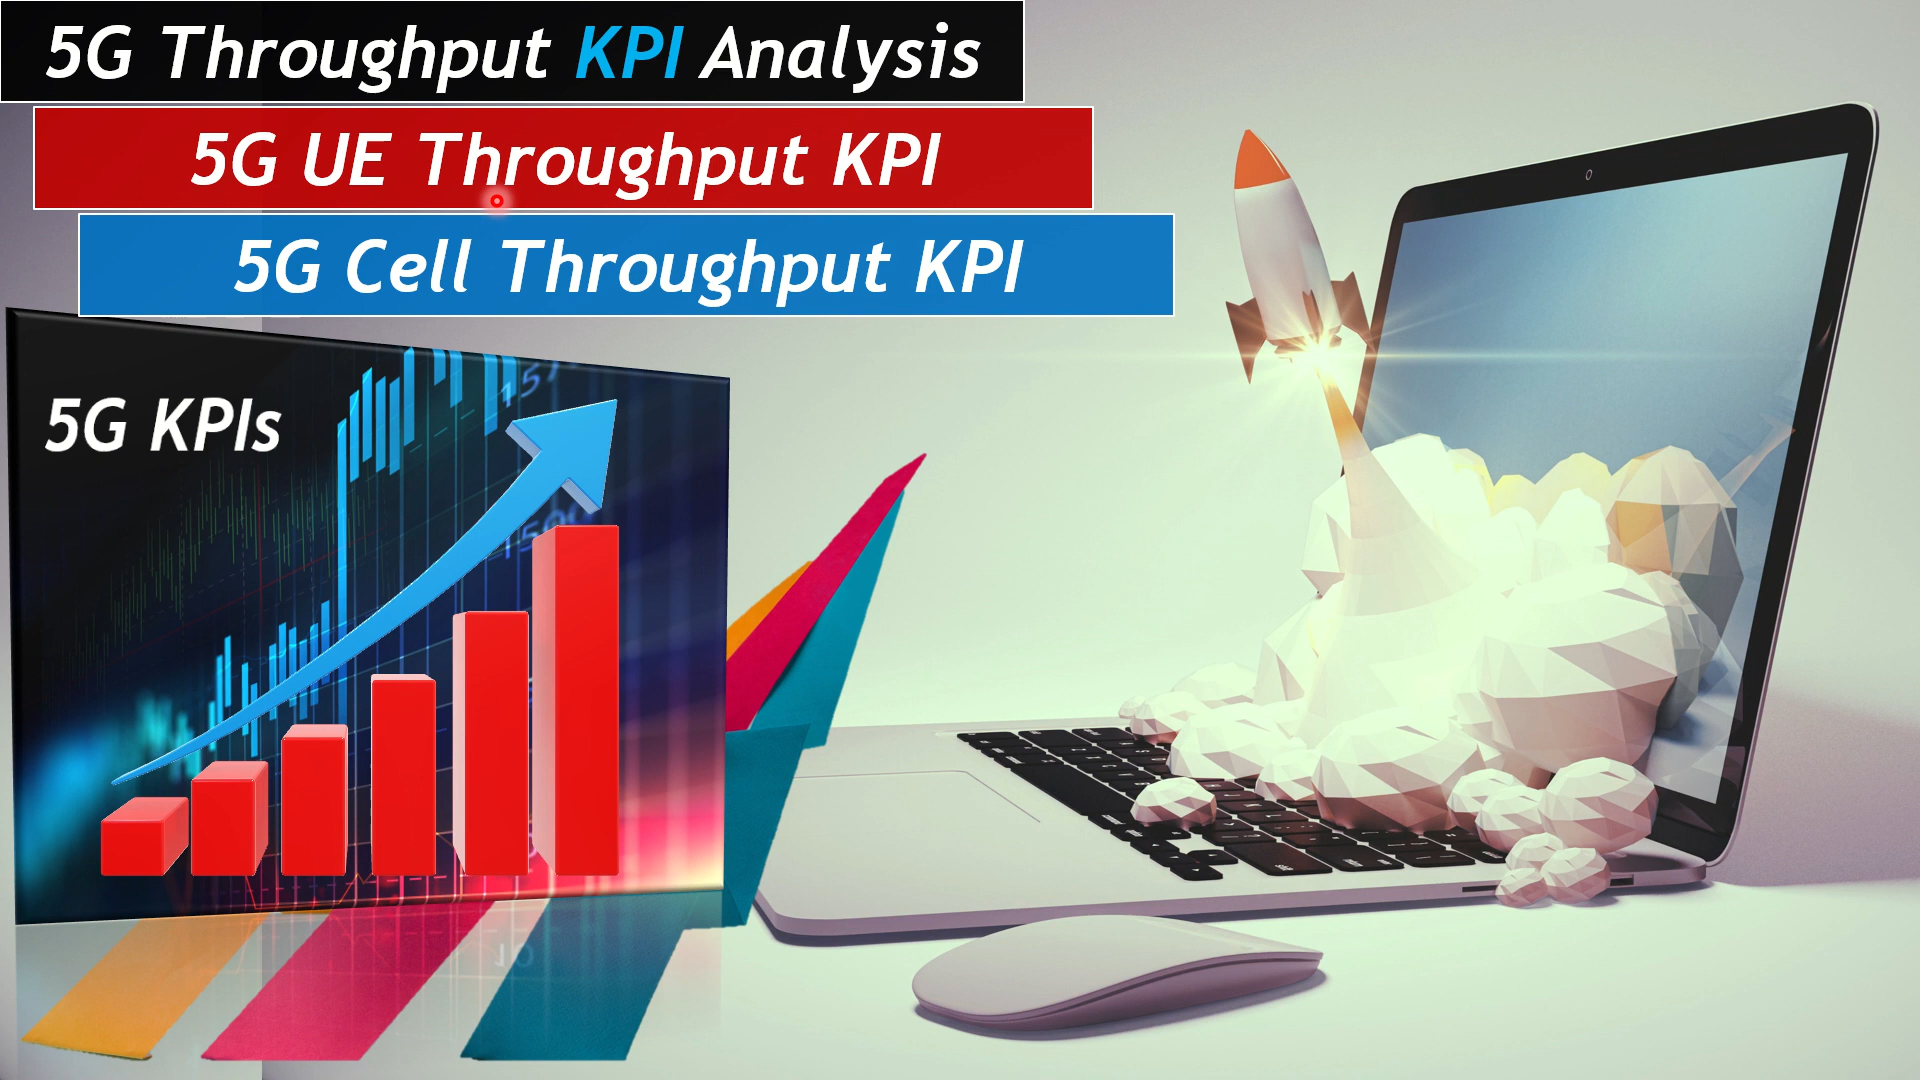 5G Throughput KPI Analysis
5G UE Throughput KPI
5G Cell Throughput KPI
5G KPIs